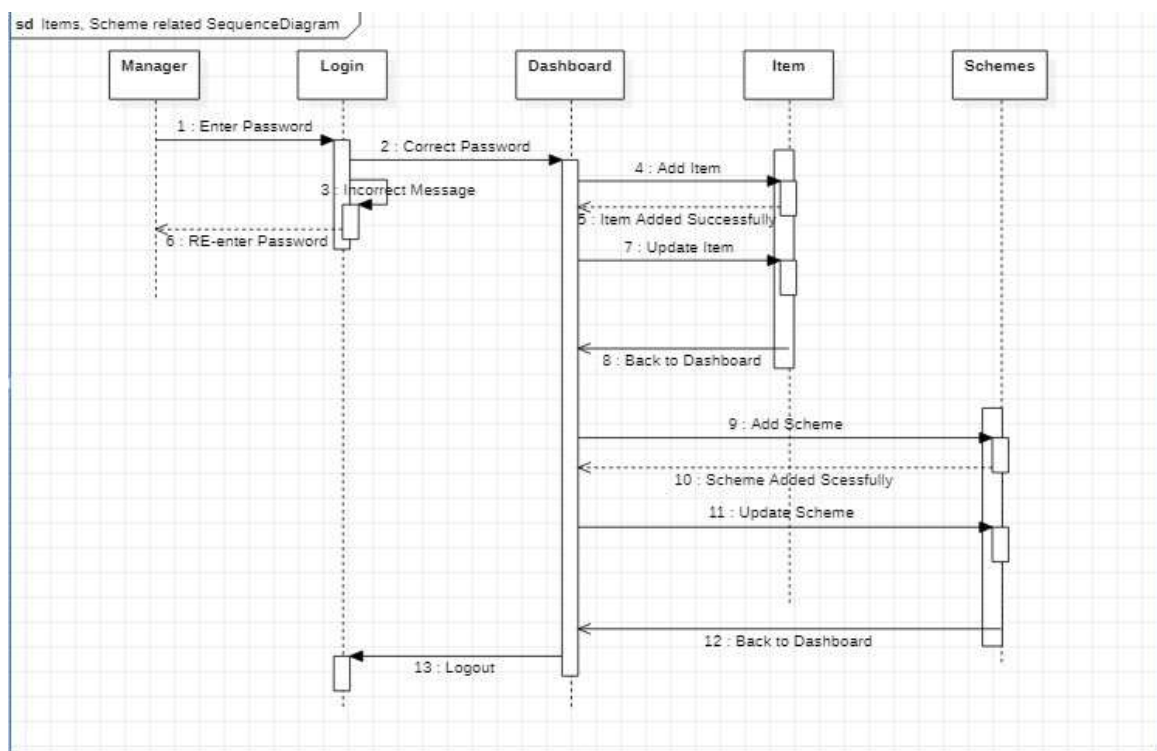 sd Items, Scheme related SequenceDiagram
Manager
Login
Dashboard
Item
Schemes
1 : Enter Password
2 : Correct Password
3 : Incorrect Message
4 : Add Item
5 : Item Added Successfully
6 : RE-enter Password
7 : Update Item
8 : Back to Dashboard
9 : Add Scheme
10 : Scheme Added Scessfully
11 : Update Scheme
12 : Back to Dashboard
13 : Logout